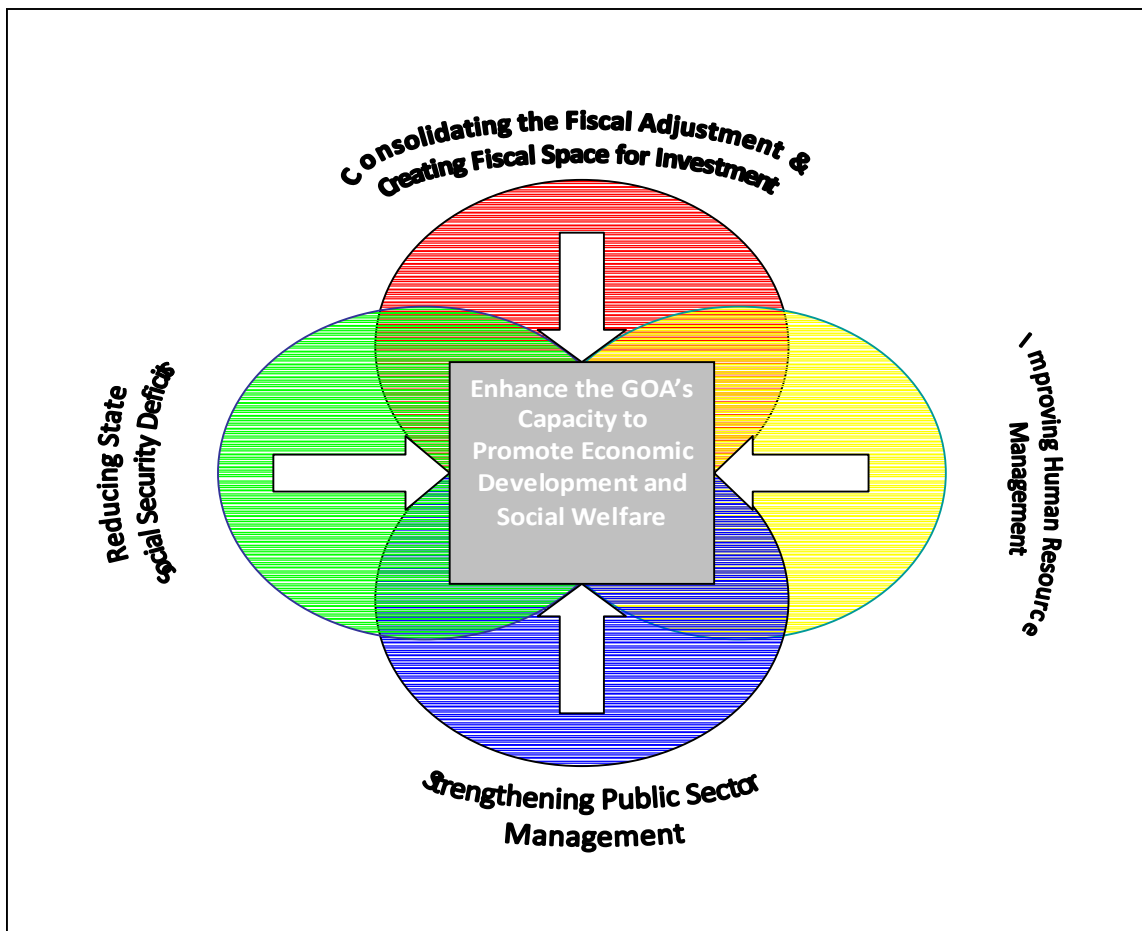 Consolidating the Fiscal Adjustment &
Creating Fiscal Space for Investment
Reducing State
Social Security Deficits
Enhance the GOA's
Capacity to
Promote Economic
Development and
Social Welfare
Improving Human Resource
Management
Strengthening Public Sector
Management